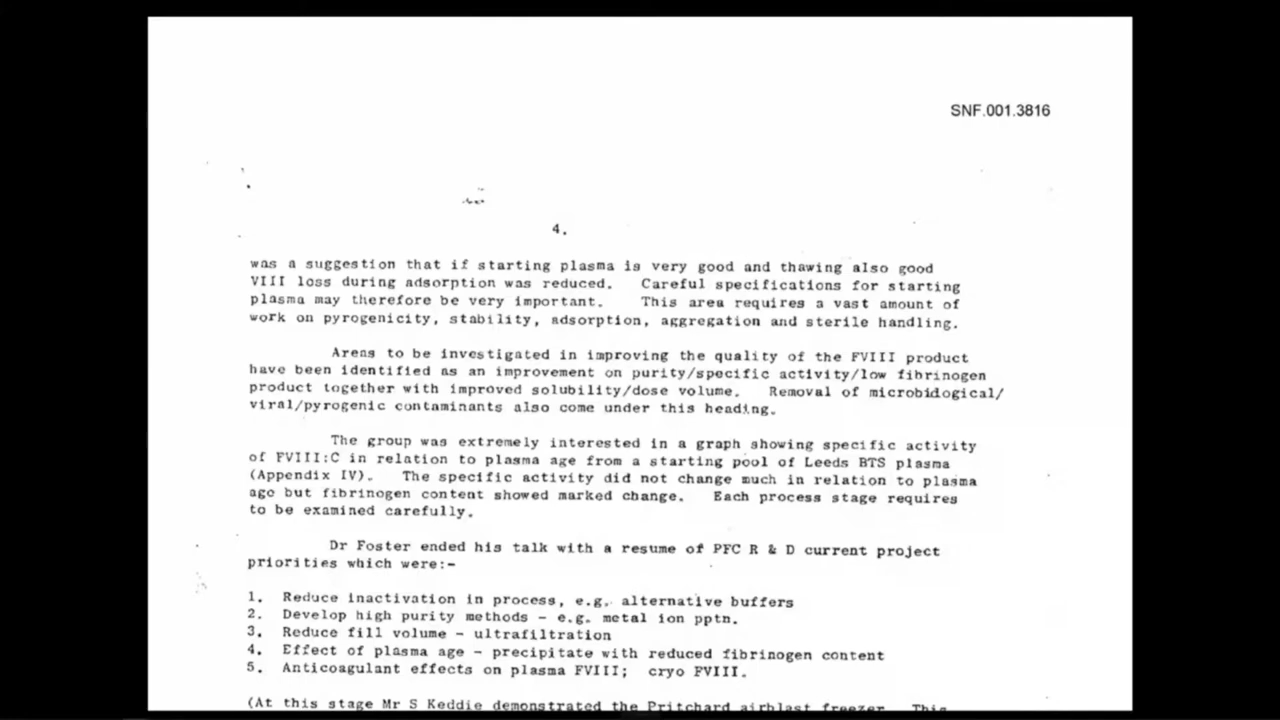 SNF.001.3816
4.
was a suggestion that if starting plasma is very good and thawing also good
VIII loss during adsorption was reduced. Careful specifications for starting
plasma may therefore be very important. This area requires a vast amount of
work on pyrogenicity, stability, adsorption, aggregation and sterile handling.
Areas to be investigated in improving the quality of the FVIII product
have been identified as an improvement on purity/specific activity/low fibrinogen
product together with improved solubility/dose volume. Removal of microbiological/
viral/pyrogenic contaminants also come under this heading.
The group was extremely interested in a graph showing specific activity
of FVIII:C in relation to plasma age from a starting pool of Leeds BTS plasma
(Appendix IV). The specific activity did not change much in relation to plasma
age but fibrinogen content showed marked change. Each process stage requires
to be examined carefully.
Dr Foster ended his talk with a resume of PFC R & D current project
priorities which were:-
1. Reduce inactivation in process, e.g. alternative buffers
2. Develop high purity methods - e.g. metal ion pptn.
3. Reduce fill volume - ultrafiltration
4. Effect of plasma age - precipitate with reduced fibrinogen content
5. Anticoagulant effects on plasma FVIII; cryo FVIII.
(At this stage Mr S Keddie demonstrated the Pritchard airblast freezer. This